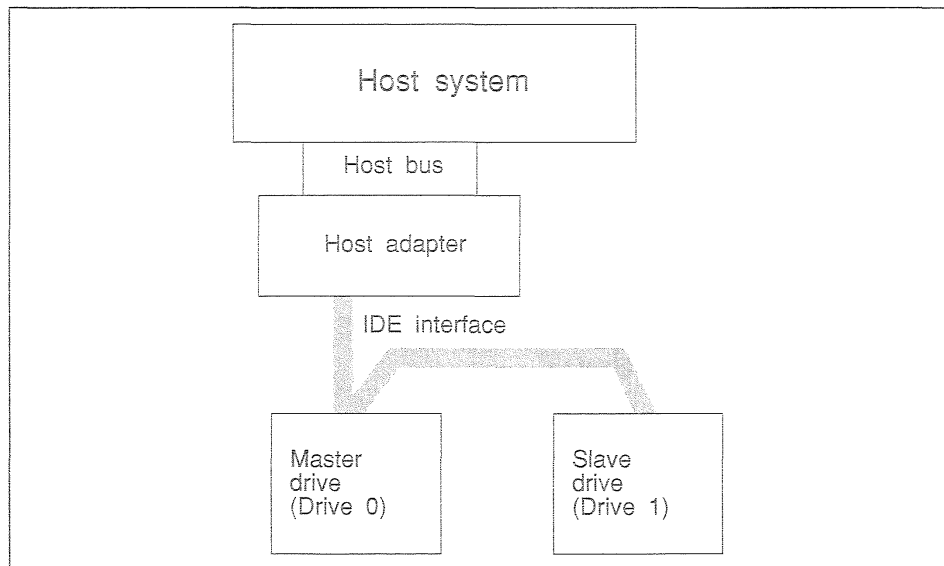 Host system
Host bus
Host adapter
IDE interface
Master
drive
(Drive 0)
Slave
drive
(Drive 1)